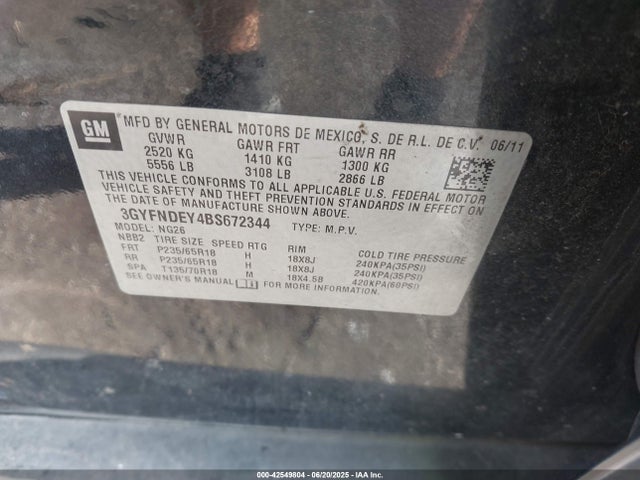 GM
MFD BY GENERAL MOTORS DE MEXICO, S. DE R.L. DE C.V. 06/11
GVWR GAWR FRT GAWR RR
2520 KG 1410 KG 1300 KG
5556 LB 3108 LB 2866 LB
THIS VEHICLE CONFORMS TO ALL APPLICABLE U.S. FEDERAL MOTOR
VEHICLE SAFETY AND THEFT PREVENTION STANDARDS IN EFFECT ON
THE DATE OF MANUFACTURE SHOWN ABOVE.
3GYFNDEY4BS672344 TYPE: M.P.V.
MODEL: NG26
NBB2 TIRE SIZE SPEED RTG RIM COLD TIRE PRESSURE
FRT P235/65R18 H 18X8J 240KPA(35PSI)
RR P235/65R18 H 18X8J 240KPA(35PSI)
SPA T135/70R18 M 18X4.5B 420KPA(60PSI)
SEE OWNER'S MANUAL FOR MORE INFORMATION.
00-42549804 - 06/20/2025 - IAA Inc.